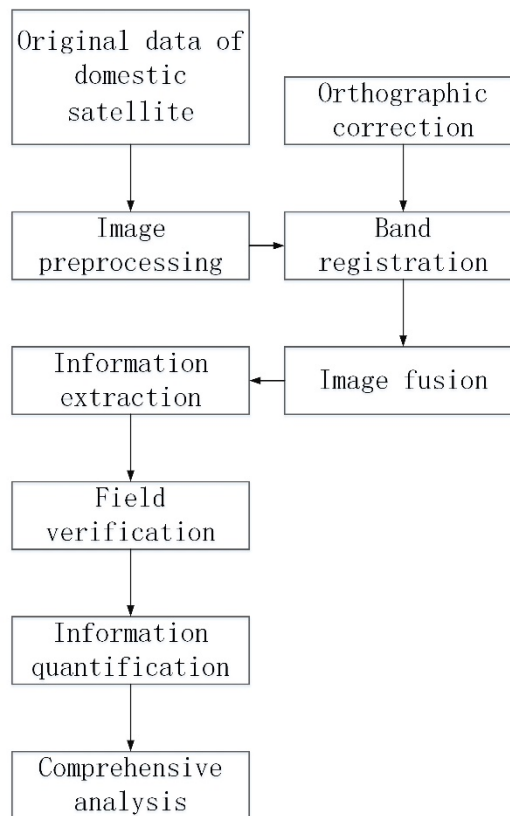 Original data of
domestic
satellite
Orthographic
correction
Image
preprocessing
Band
registration
Information
extraction
Image fusion
Field
verification
Information
quantification
Comprehensive
analysis